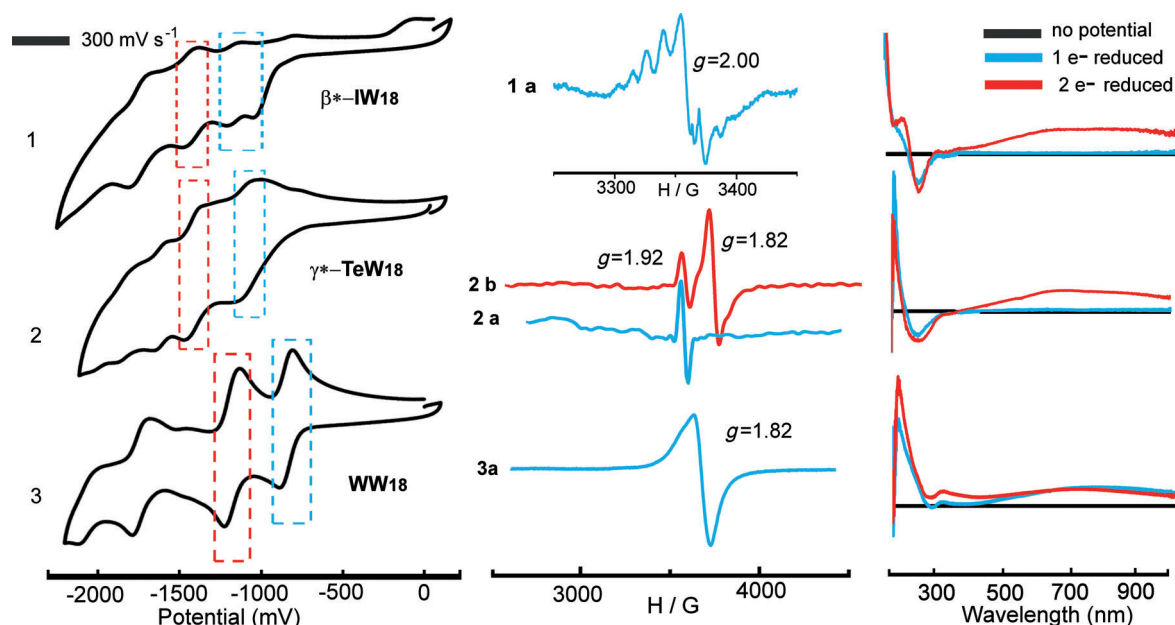 300 mV s⁻¹
β*–IW18
1
γ*–TeW18
2
WW18
3
-2000 -1500 -1000 -500 0
Potential (mV)
1 a
g=2.00
3300 3400
H / G
g=1.92
g=1.82
2 b
2 a
3a
g=1.82
3000 4000
H / G
no potential
1 e– reduced
2 e– reduced
300 500 700 900
Wavelength (nm)